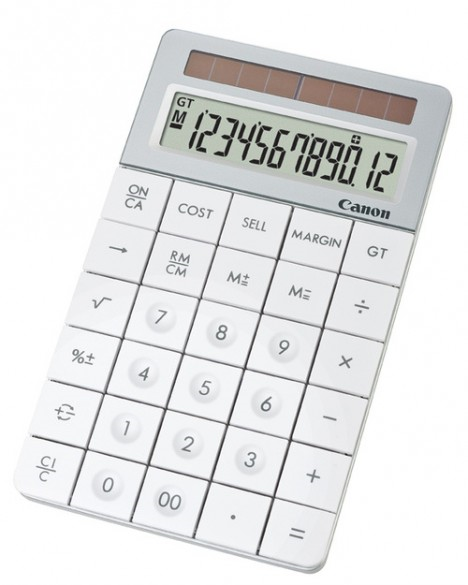 GT
M
-1234567890.12
Canon
ON
CA
COST
SELL
MARGIN
GT
→
RM
CM
M±=
M-=
÷
√
7
8
9
×
%±
4
5
6
−
1
2
3
+
CI
C
0
00
.
=